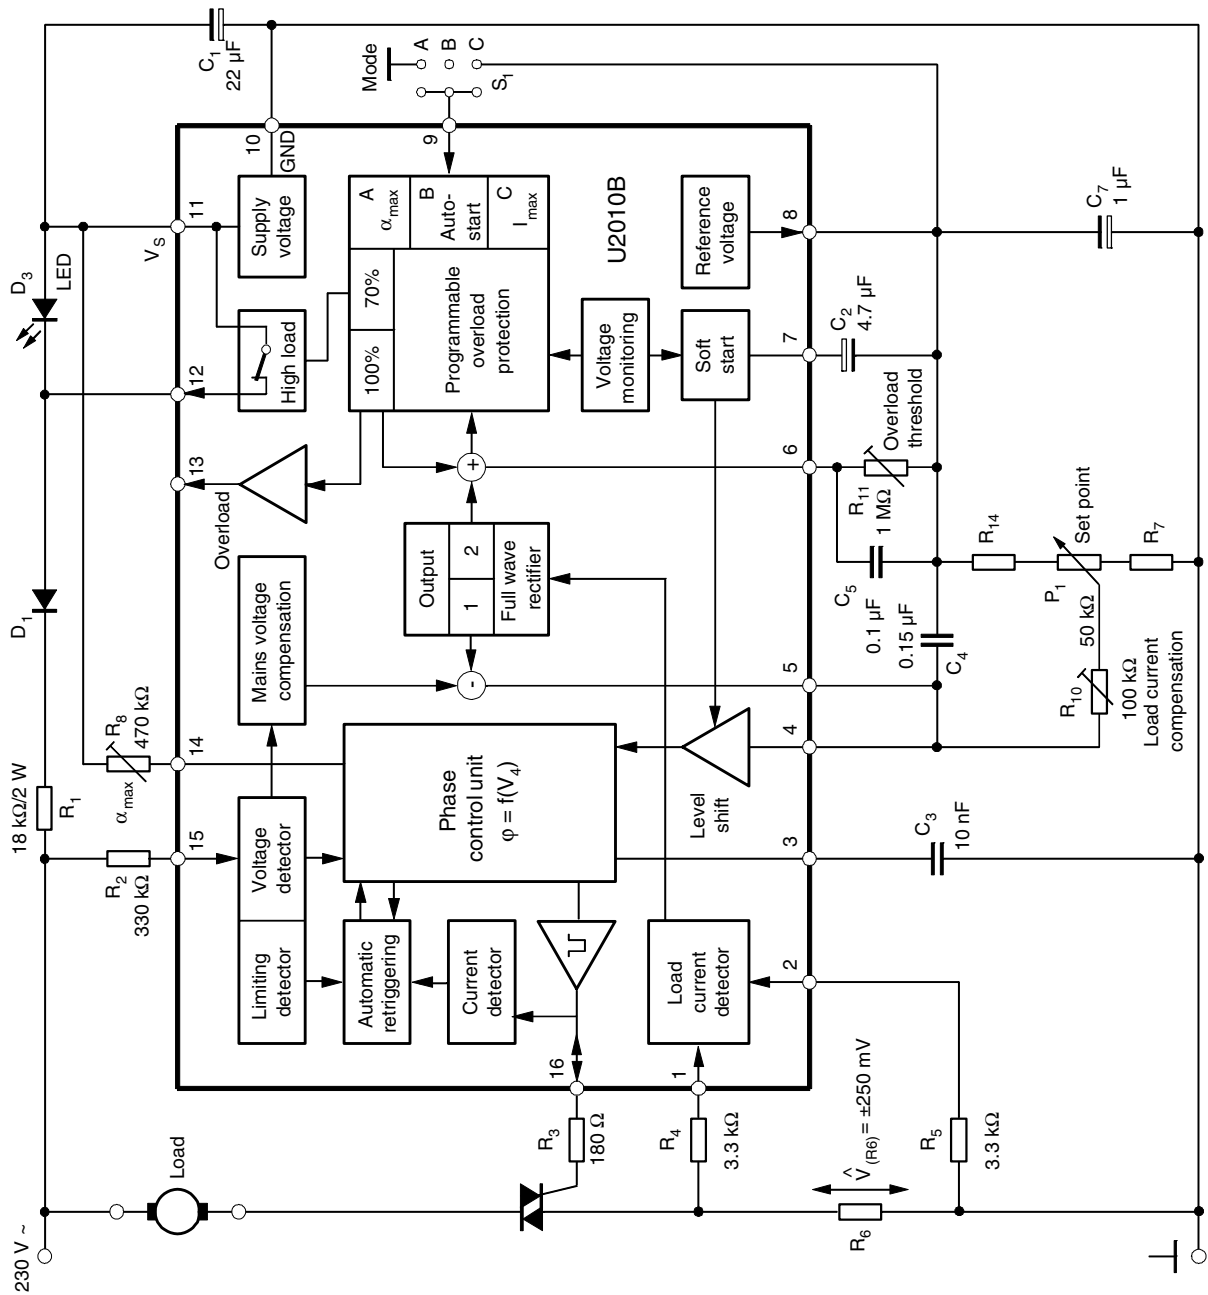 230 V ~
Load
R1
18 kΩ/2 W
D1
D3
LED
C1
22 μF
R2
330 kΩ
R8
470 kΩ
αmax
VS
15
14
13
12
11
10
GND
9
Mode
A
B
C
S1
Limiting
detector
Voltage
detector
Mains voltage
compensation
Overload
High load
Supply
voltage
Automatic
retriggering
Phase
control unit
φ = f(V4)
Current
detector
Output
1
2
Full wave
rectifier
100%
70%
A
αmax
B
Auto-
start
C
Imax
Programmable
overload
protection
+
-
U2010B
Voltage
monitoring
Reference
voltage
Soft
start
Level
shift
Load
current
detector
16
1
2
3
4
5
6
7
8
R3
180 Ω
R4
3.3 kΩ
^
V(R6) = ±250 mV
R6
R5
3.3 kΩ
C3
10 nF
C4
0.15 μF
C5
0.1 μF
R11
1 MΩ
Overload
threshold
C2
4.7 μF
C7
1 μF
R14
P1
50 kΩ
Set point
R7
R10
100 kΩ
Load current
compensation